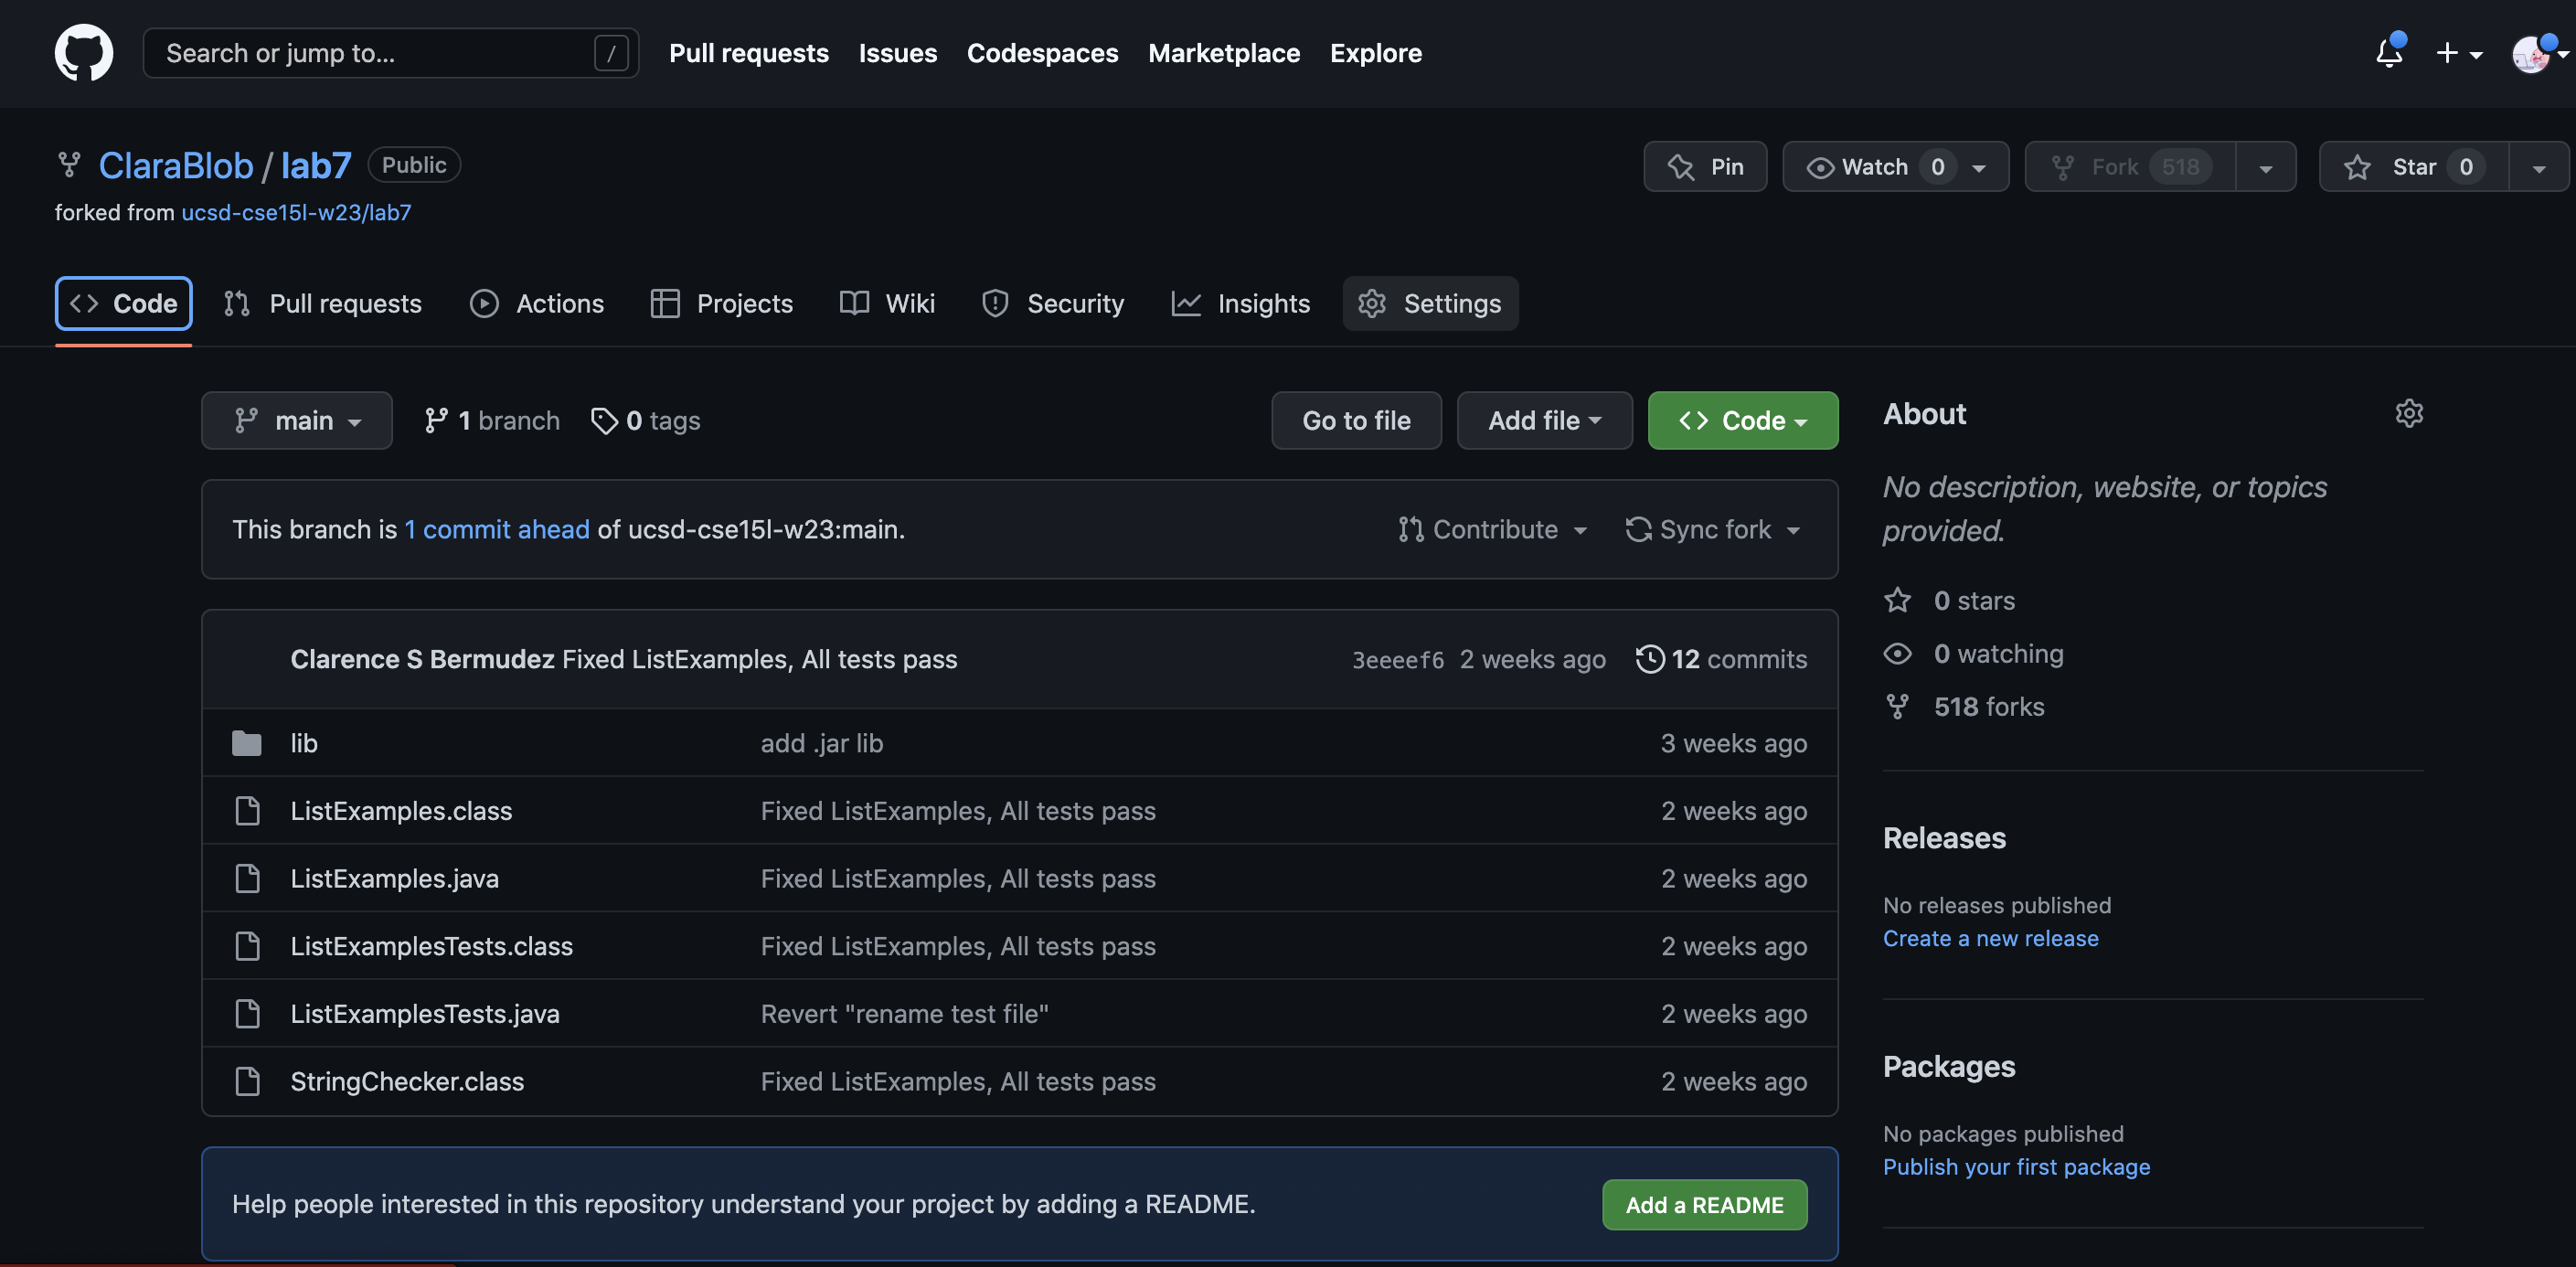 Search or jump to... / Pull requests Issues Codespaces Marketplace Explore
ClaraBlob / lab7 Public Pin Watch 0 Fork 518 Star 0
forked from ucsd-cse15l-w23/lab7
Code Pull requests Actions Projects Wiki Security Insights Settings
main 1 branch 0 tags Go to file Add file Code
This branch is 1 commit ahead of ucsd-cse15l-w23:main. Contribute Sync fork
Clarence S Bermudez Fixed ListExamples, All tests pass 3eeeef6 2 weeks ago 12 commits
lib add .jar lib 3 weeks ago
ListExamples.class Fixed ListExamples, All tests pass 2 weeks ago
ListExamples.java Fixed ListExamples, All tests pass 2 weeks ago
ListExamplesTests.class Fixed ListExamples, All tests pass 2 weeks ago
ListExamplesTests.java Revert "rename test file" 2 weeks ago
StringChecker.class Fixed ListExamples, All tests pass 2 weeks ago
Help people interested in this repository understand your project by adding a README. Add a README
About
No description, website, or topics
provided.
0 stars
0 watching
518 forks
Releases
No releases published
Create a new release
Packages
No packages published
Publish your first package